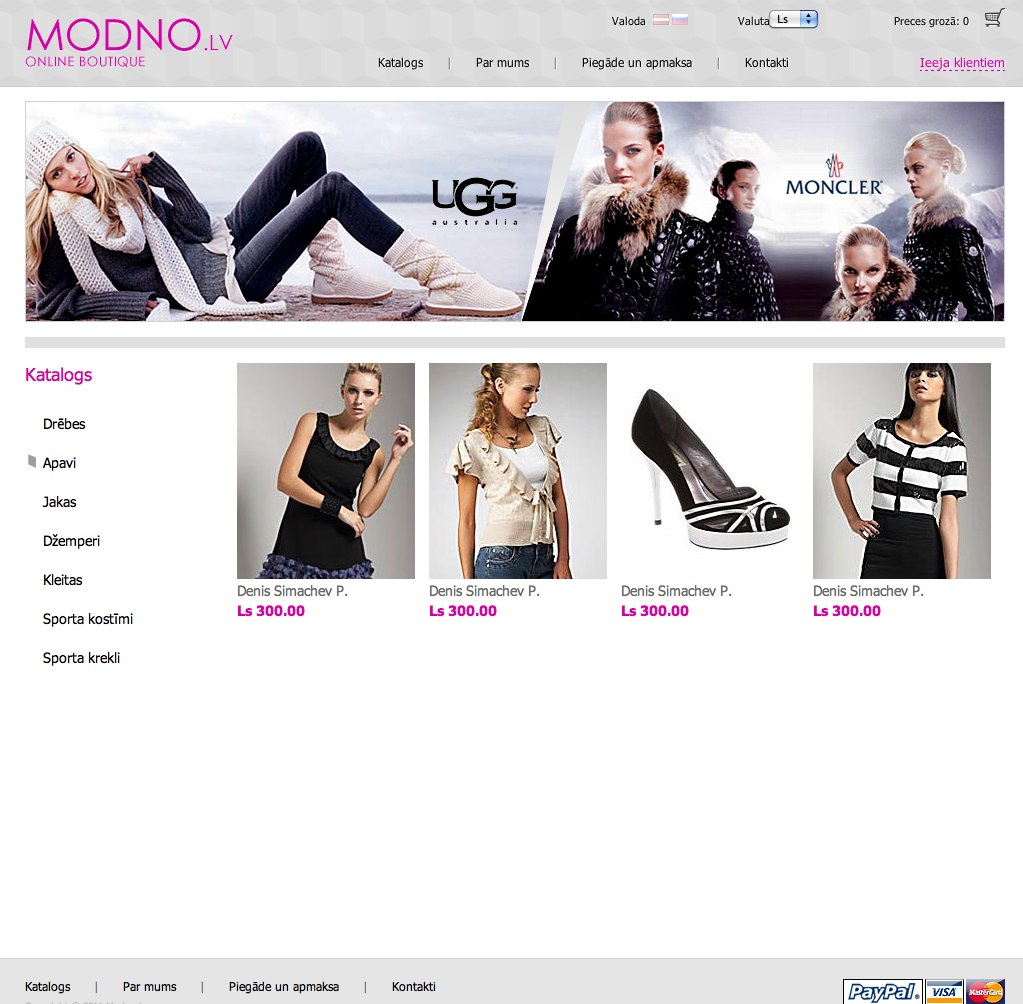 MODNO.LV
ONLINE BOUTIQUE
Valoda
Valuta Ls
Preces grozā: 0
Katalogs | Par mums | Piegāde un apmaksa | Kontakti
Ieeja klientiem
UGG
australia
MONCLER
Katalogs
Drēbes
Apavi
Jakas
Džemperi
Kleitas
Sporta kostīmi
Sporta krekli
Denis Simachev P.
Ls 300.00
Denis Simachev P.
Ls 300.00
Denis Simachev P.
Ls 300.00
Denis Simachev P.
Ls 300.00
Katalogs | Par mums | Piegāde un apmaksa | Kontakti
PayPal
VISA
MasterCard